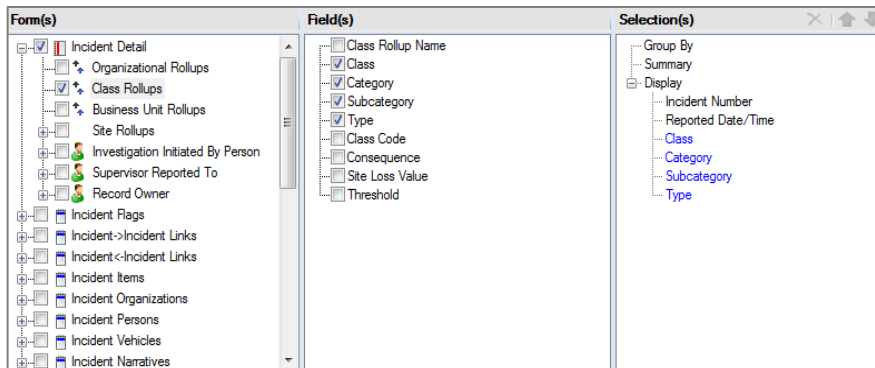 Form(s)
Incident Detail
Organizational Rollups
Class Rollups
Business Unit Rollups
Site Rollups
Investigation Initiated By Person
Supervisor Reported To
Record Owner
Incident Flags
Incident->Incident Links
Incident<-Incident Links
Incident Items
Incident Organizations
Incident Persons
Incident Vehicles
Incident Narratives
Field(s)
Class Rollup Name
Class
Category
Subcategory
Type
Class Code
Consequence
Site Loss Value
Threshold
Selection(s)
Group By
Summary
Display
Incident Number
Reported Date/Time
Class
Category
Subcategory
Type